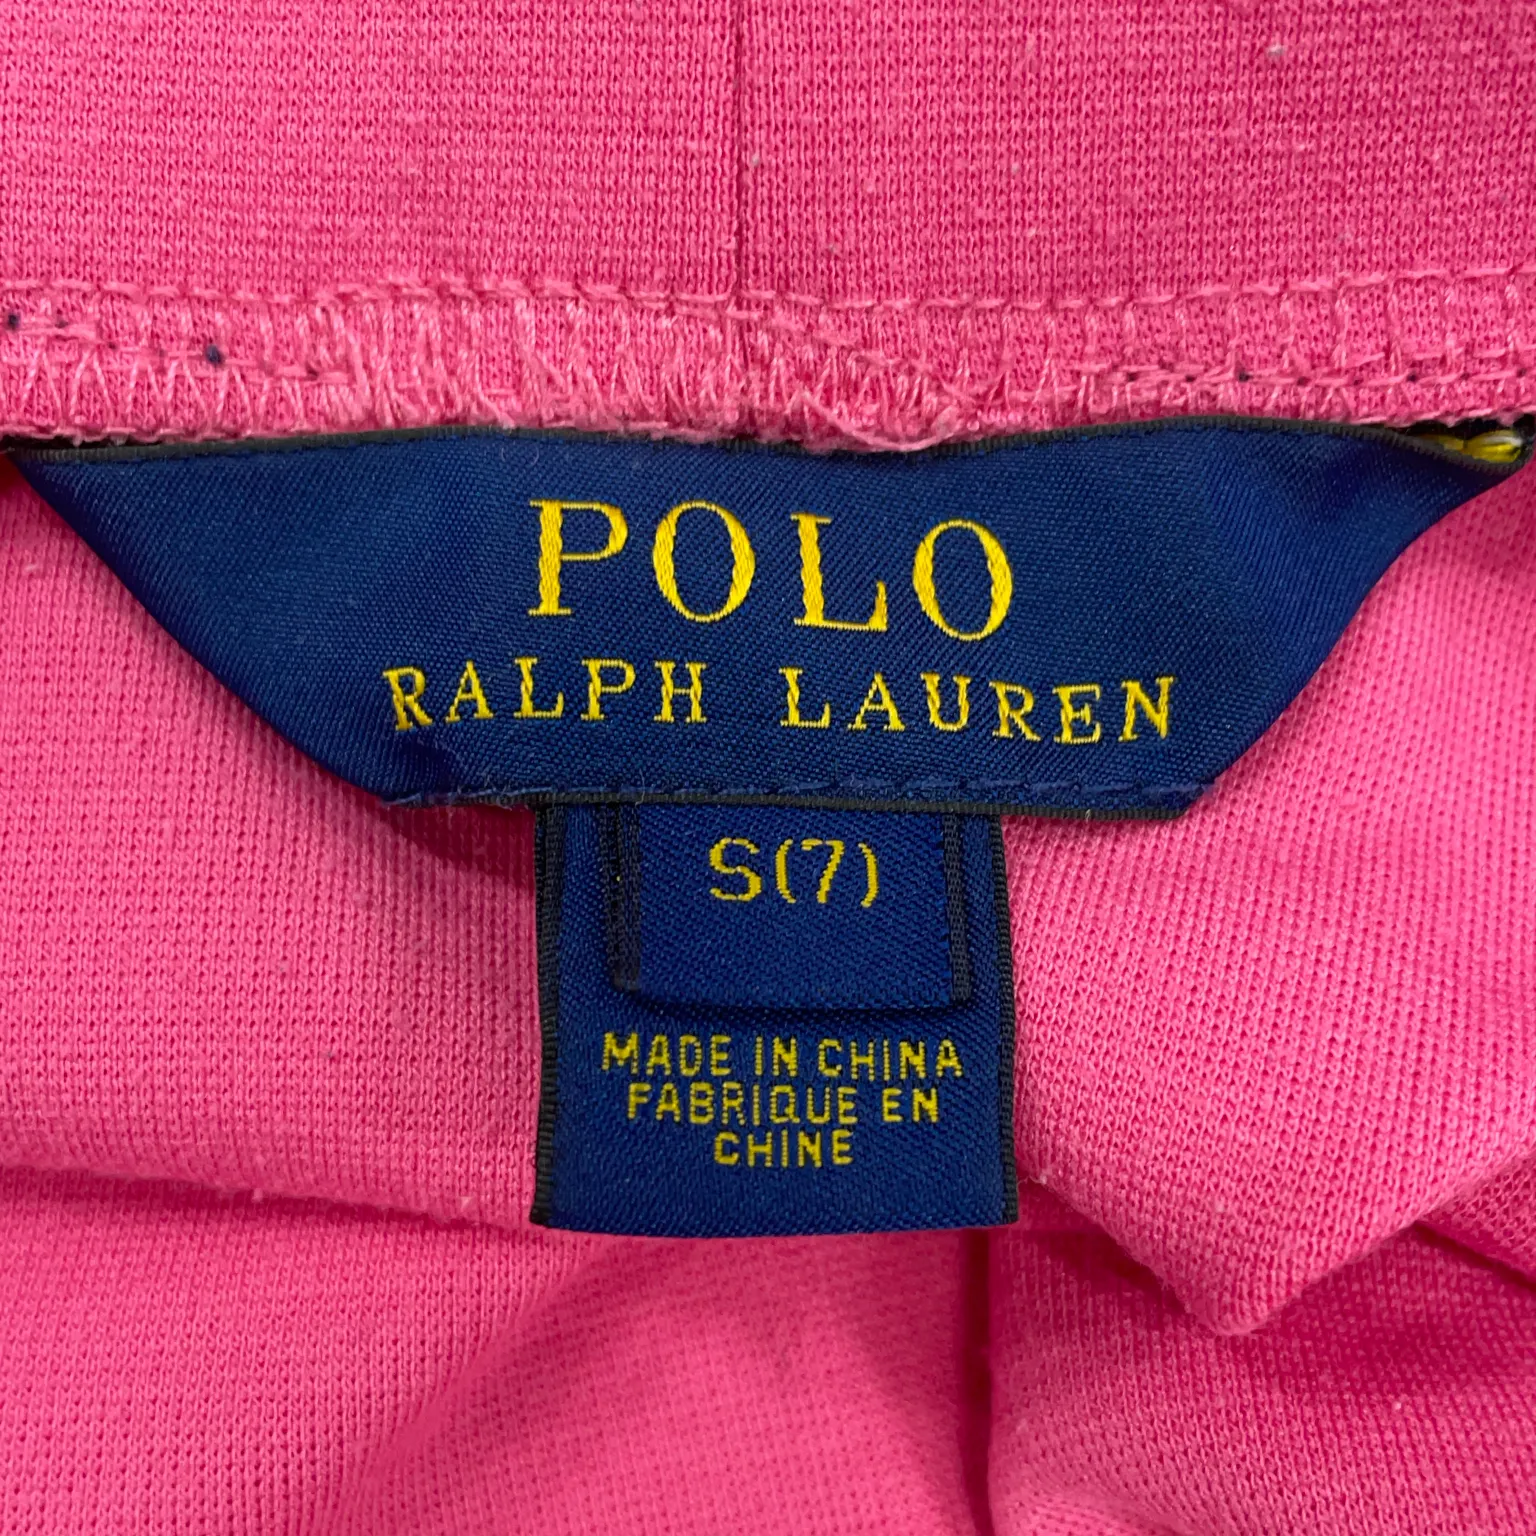 POLO
RALPH LAUREN
S(7)
MADE IN CHINA
FABRIQUE EN
CHINE